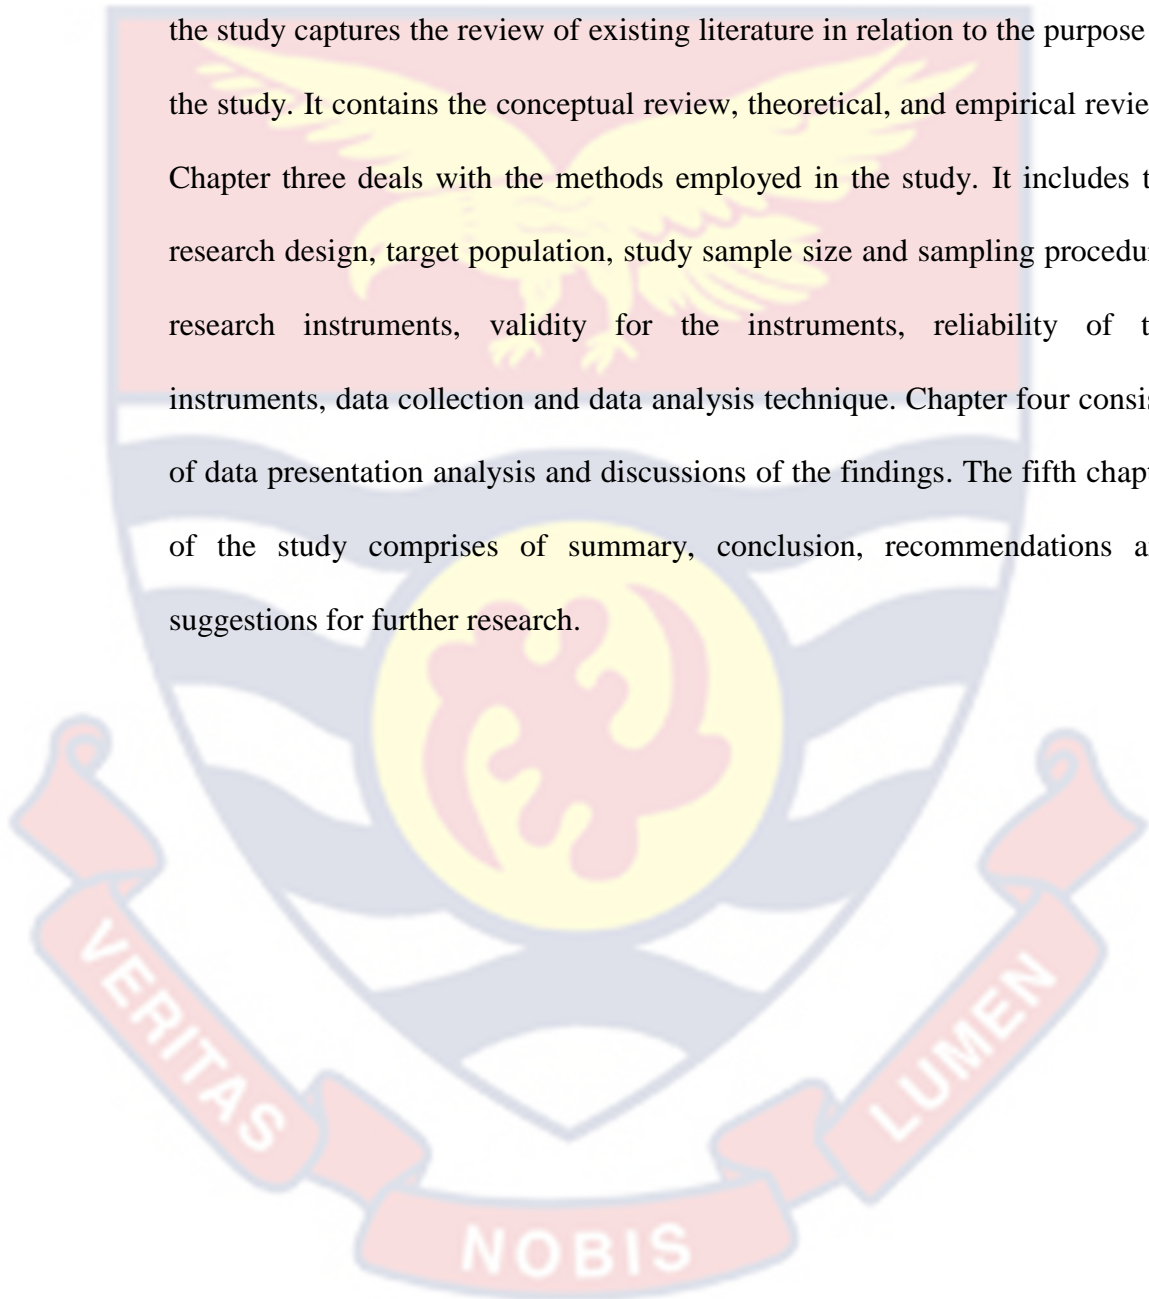 the study captures the review of existing literature in relation to the purpose
the study. It contains the conceptual review, theoretical, and empirical revie
Chapter three deals with the methods employed in the study. It includes t
research design, target population, study sample size and sampling procedu
research instruments, validity for the instruments, reliability of t
instruments, data collection and data analysis technique. Chapter four consis
of data presentation analysis and discussions of the findings. The fifth chapt
of the study comprises of summary, conclusion, recommendations a
suggestions for further research.
VERITAS
NOBIS
LUMEN